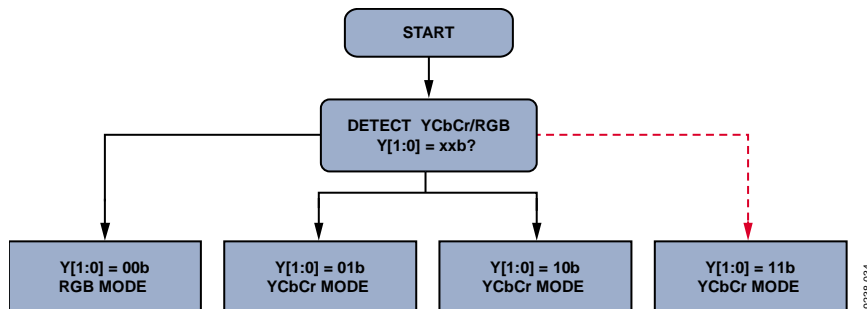 START
DETECT YCbCr/RGB
Y[1:0] = xxb?
Y[1:0] = 00b
RGB MODE
Y[1:0] = 01b
YCbCr MODE
Y[1:0] = 10b
YCbCr MODE
Y[1:0] = 11b
YCbCr MODE